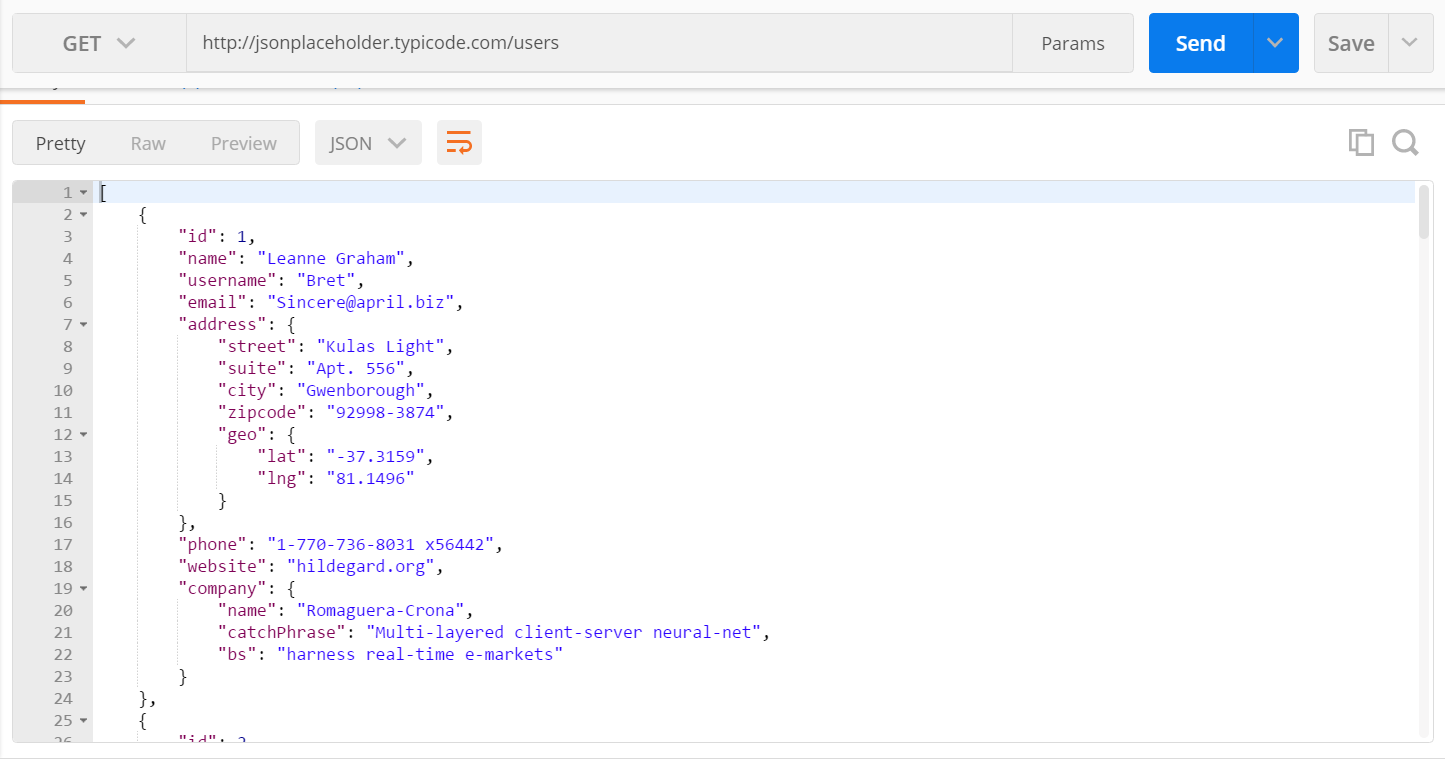 GET http://jsonplaceholder.typicode.com/users Params Send Save
Pretty Raw Preview JSON
1 [
2 {
3 "id": 1,
4 "name": "Leanne Graham",
5 "username": "Bret",
6 "email": "Sincere@april.biz",
7 "address": {
8 "street": "Kulas Light",
9 "suite": "Apt. 556",
10 "city": "Gwenborough",
11 "zipcode": "92998-3874",
12 "geo": {
13 "lat": "-37.3159",
14 "lng": "81.1496"
15 }
16 },
17 "phone": "1-770-736-8031 x56442",
18 "website": "hildegard.org",
19 "company": {
20 "name": "Romaguera-Crona",
21 "catchPhrase": "Multi-layered client-server neural-net",
22 "bs": "harness real-time e-markets"
23 }
24 },
25 {
26 "id": 2